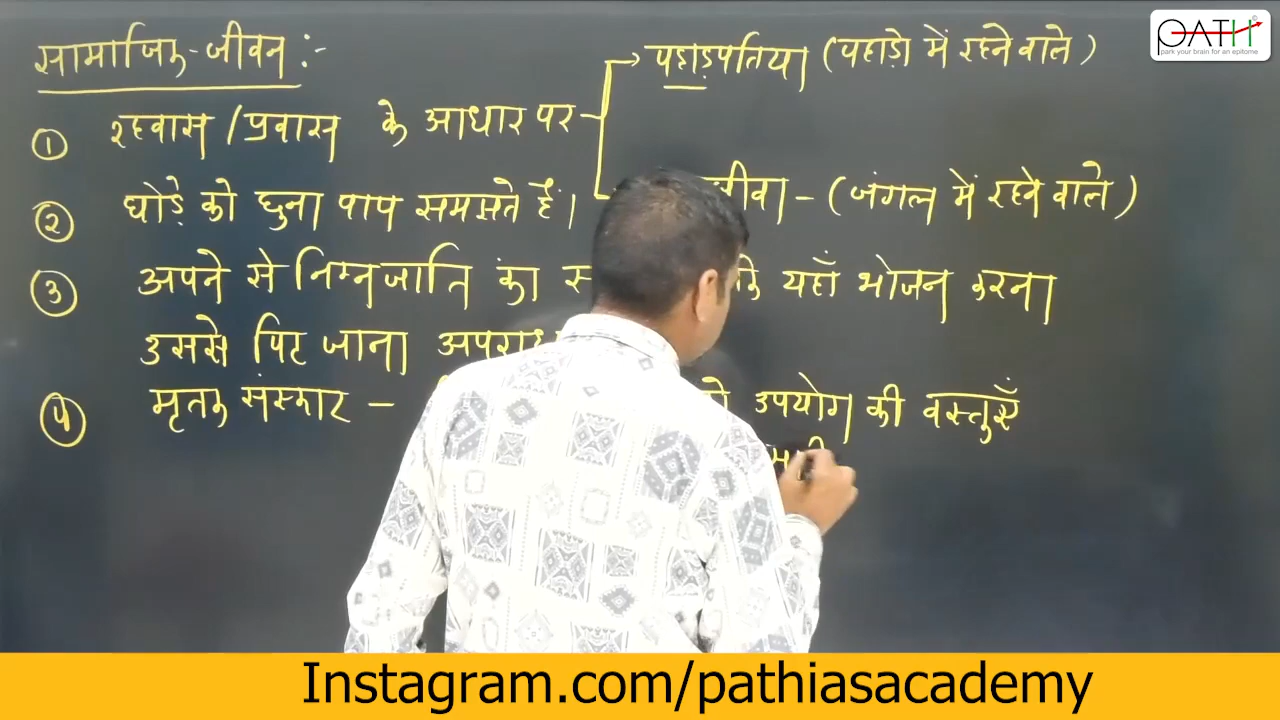 PATH
park your brain for an epitome
सामाजिक-जीवन :-
① रहवास / प्रवास के आधार पर
पहाड़पतिया (पहाड़ो में रहने वाले)
(जंगल में रहने वाले)
② घोड़े को छुना पाप समझते हैं।
③ अपने से निम्न जाति का यहाँ भोजन करना
उससे पिट जाना
④ मृतक संस्कार - उपयोग की वस्तुएँ
Instagram.com/pathiasacademy